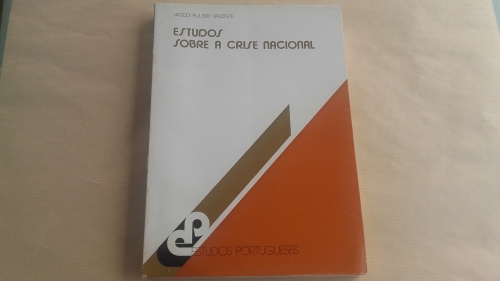 VASCO PULIDO VALENTE
ESTUDOS
SOBRE A CRISE NACIONAL
ep
ESTUDOS PORTUGUESES